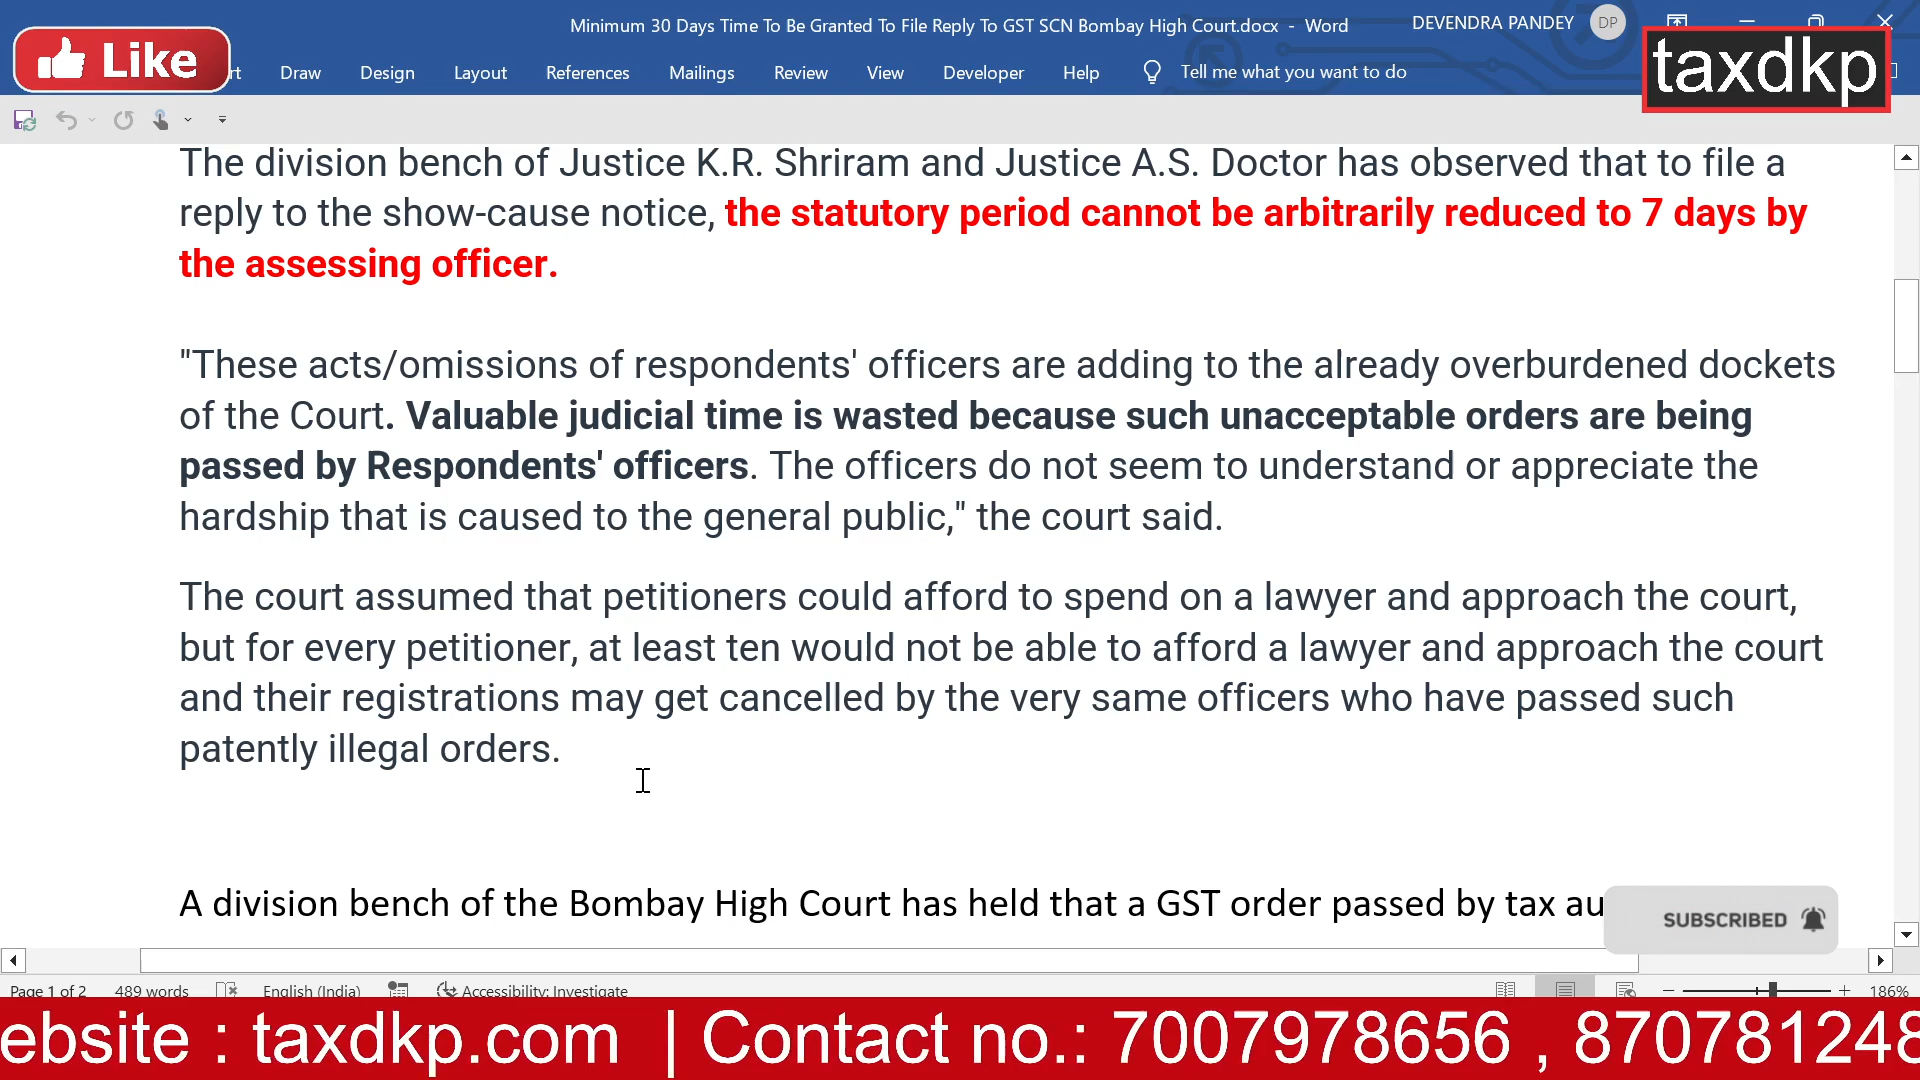 Minimum 30 Days Time To Be Granted To File Reply To GST SCN Bombay High Court.docx - Word
DEVENDRA PANDEY DP
Like
rt Draw Design Layout References Mailings Review View Developer Help Tell me what you want to do
taxdkp
The division bench of Justice K.R. Shriram and Justice A.S. Doctor has observed that to file a
reply to the show-cause notice, the statutory period cannot be arbitrarily reduced to 7 days by
the assessing officer.
"These acts/omissions of respondents' officers are adding to the already overburdened dockets
of the Court. Valuable judicial time is wasted because such unacceptable orders are being
passed by Respondents' officers. The officers do not seem to understand or appreciate the
hardship that is caused to the general public," the court said.
The court assumed that petitioners could afford to spend on a lawyer and approach the court,
but for every petitioner, at least ten would not be able to afford a lawyer and approach the court
and their registrations may get cancelled by the very same officers who have passed such
patently illegal orders.
A division bench of the Bombay High Court has held that a GST order passed by tax au
SUBSCRIBED
Page 1 of 2 489 words English (India) Accessibility: Investigate 186%
ebsite : taxdkp.com | Contact no.: 7007978656 , 870781248